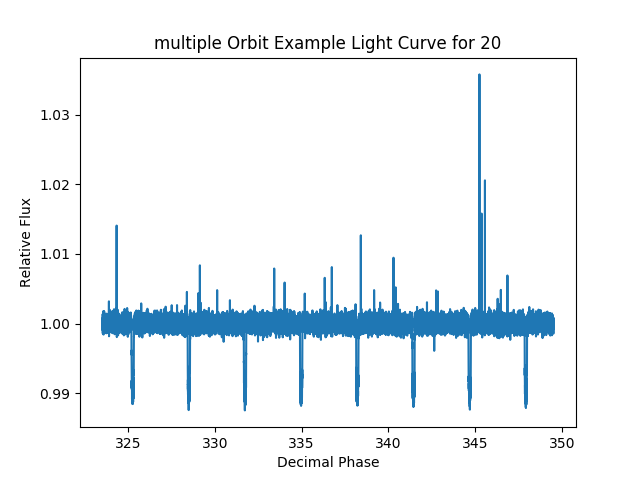 multiple Orbit Example Light Curve for 20
1.03
1.02
1.01
1.00
0.99
Relative Flux
325 330 335 340 345 350
Decimal Phase